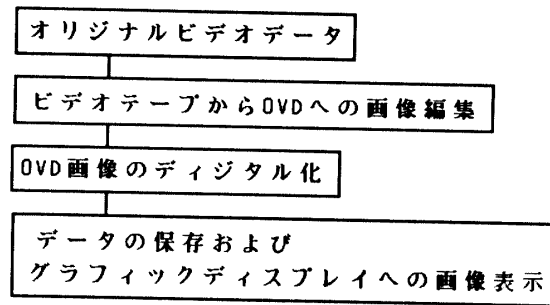 オリジナルビデオデータ
ビデオテープからOVDへの画像編集
OVD画像のディジタル化
データの保存および
グラフィックディスプレイへの画像表示